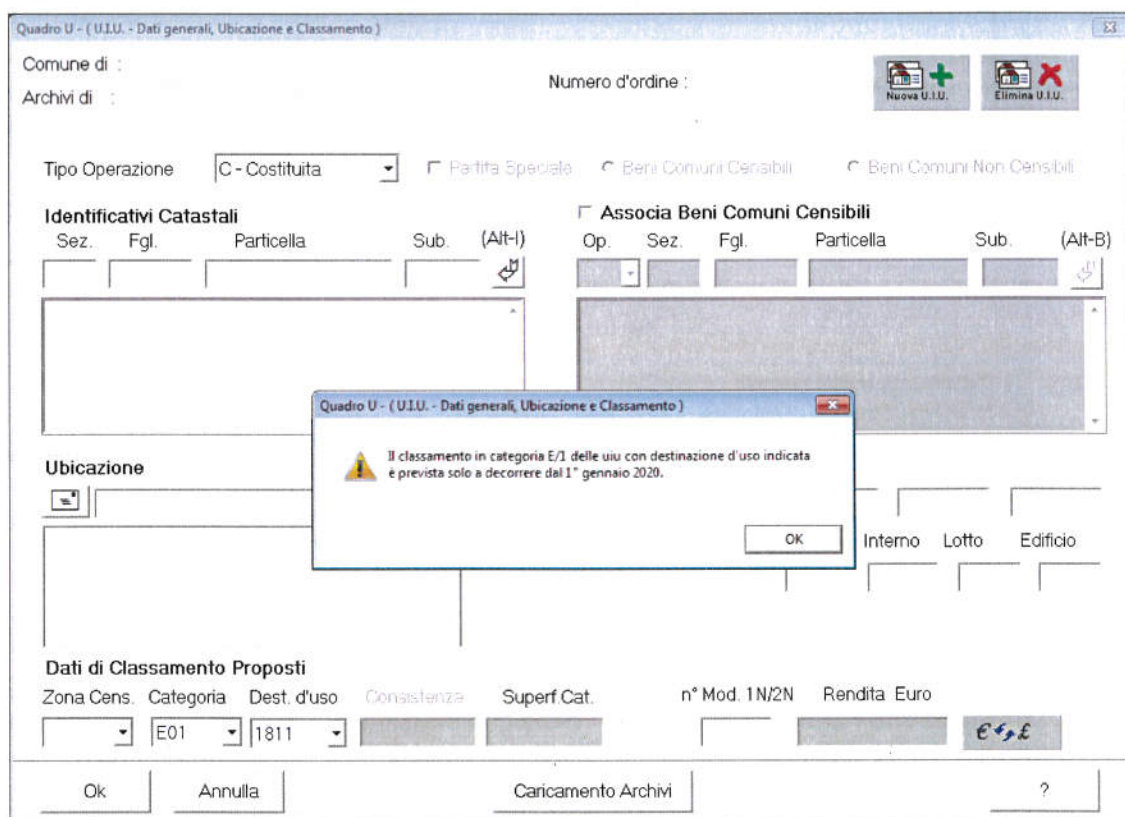 Quadro U - ( U.I.U. - Dati generali, Ubicazione e Classamento )
Comune di :
Archivi di :
Numero d'ordine :
Nuova U.I.U.
Elimina U.I.U.
Tipo Operazione C - Costituita Partita Speciale Beni Comuni Censibili Beni Comuni Non Censibili
Identificativi Catastali
Sez. Fgl. Particella Sub. (Alt-I)
Associa Beni Comuni Censibili
Op. Sez. Fgl. Particella Sub. (Alt-B)
Quadro U - ( U.I.U. - Dati generali, Ubicazione e Classamento )
Il classamento in categoria E/1 delle uiu con destinazione d'uso indicata
è prevista solo a decorrere dal 1° gennaio 2020.
OK
Ubicazione
Interno Lotto Edificio
Dati di Classamento Proposti
Zona Cens. Categoria Dest. d'uso Consistenza Superf.Cat. n° Mod. 1N/2N Rendita Euro
E01 1811 € £
Ok Annulla Caricamento Archivi ?